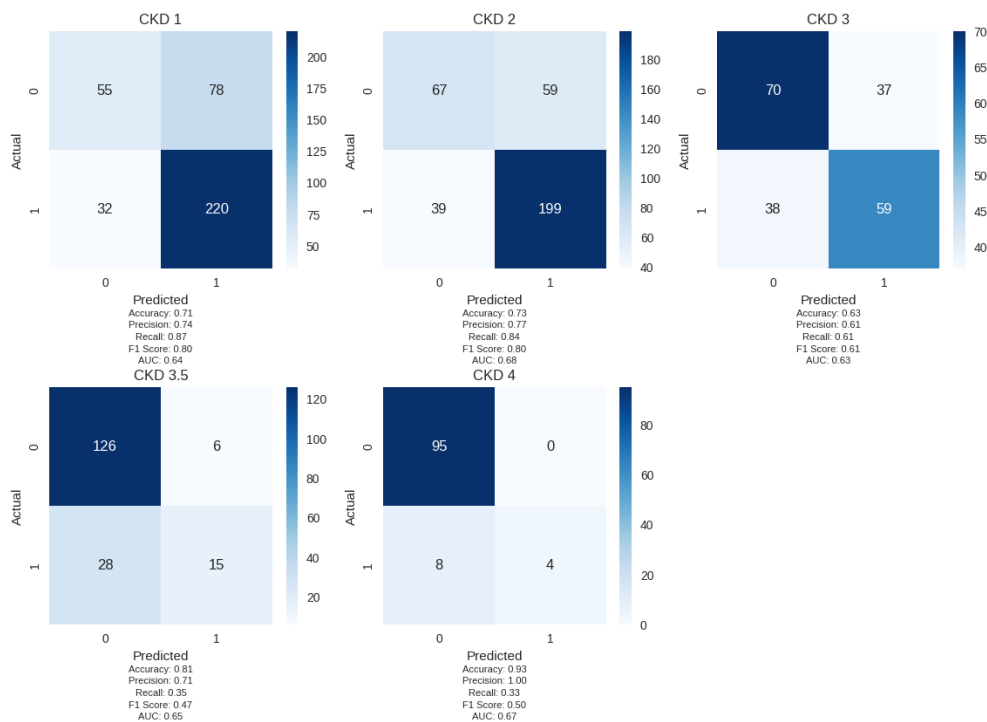 CKD 1
Actual
0
55
78
1
32
220
200
175
150
125
100
75
50
0
1
Predicted
Accuracy: 0.71
Precision: 0.74
Recall: 0.87
F1 Score: 0.80
AUC: 0.64
CKD 2
Actual
0
67
59
1
39
199
180
160
140
120
100
80
60
40
0
1
Predicted
Accuracy: 0.73
Precision: 0.77
Recall: 0.84
F1 Score: 0.80
AUC: 0.68
CKD 3
Actual
0
70
37
1
38
59
70
65
60
55
50
45
40
0
1
Predicted
Accuracy: 0.63
Precision: 0.61
Recall: 0.61
F1 Score: 0.61
AUC: 0.63
CKD 3.5
Actual
0
126
6
1
28
15
120
100
80
60
40
20
0
1
Predicted
Accuracy: 0.81
Precision: 0.71
Recall: 0.35
F1 Score: 0.47
AUC: 0.65
CKD 4
Actual
0
95
0
1
8
4
80
60
40
20
0
0
1
Predicted
Accuracy: 0.93
Precision: 1.00
Recall: 0.33
F1 Score: 0.50
AUC: 0.67